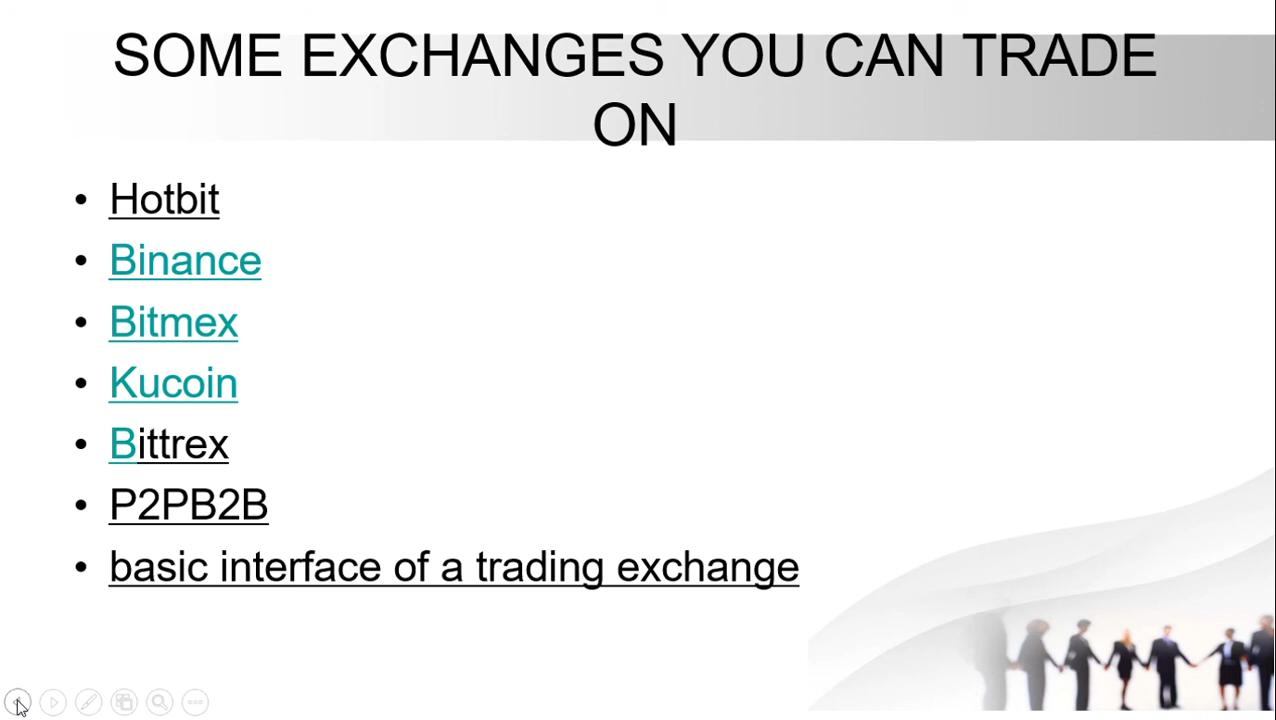 SOME EXCHANGES YOU CAN TRADE
ON
• Hotbit
• Binance
• Bitmex
• Kucoin
• Bittrex
• P2PB2B
• basic interface of a trading exchange